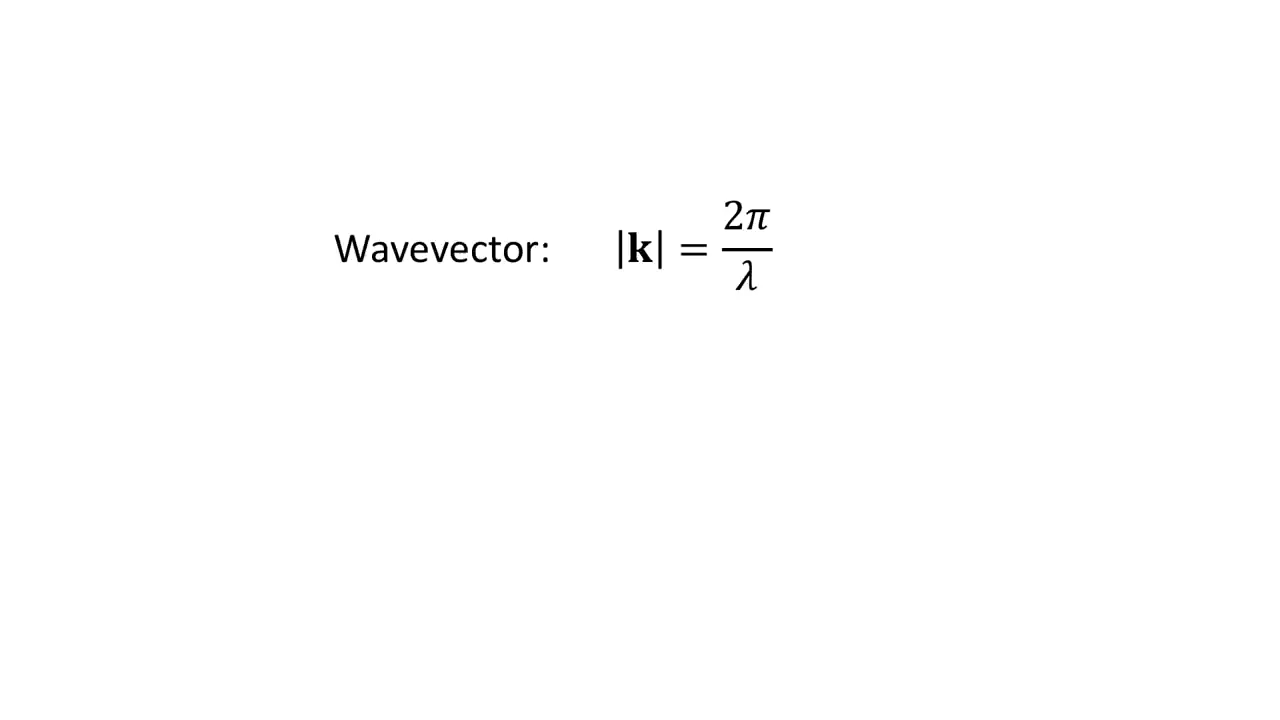 Wavevector: |𝐤| = 2𝜋/𝜆